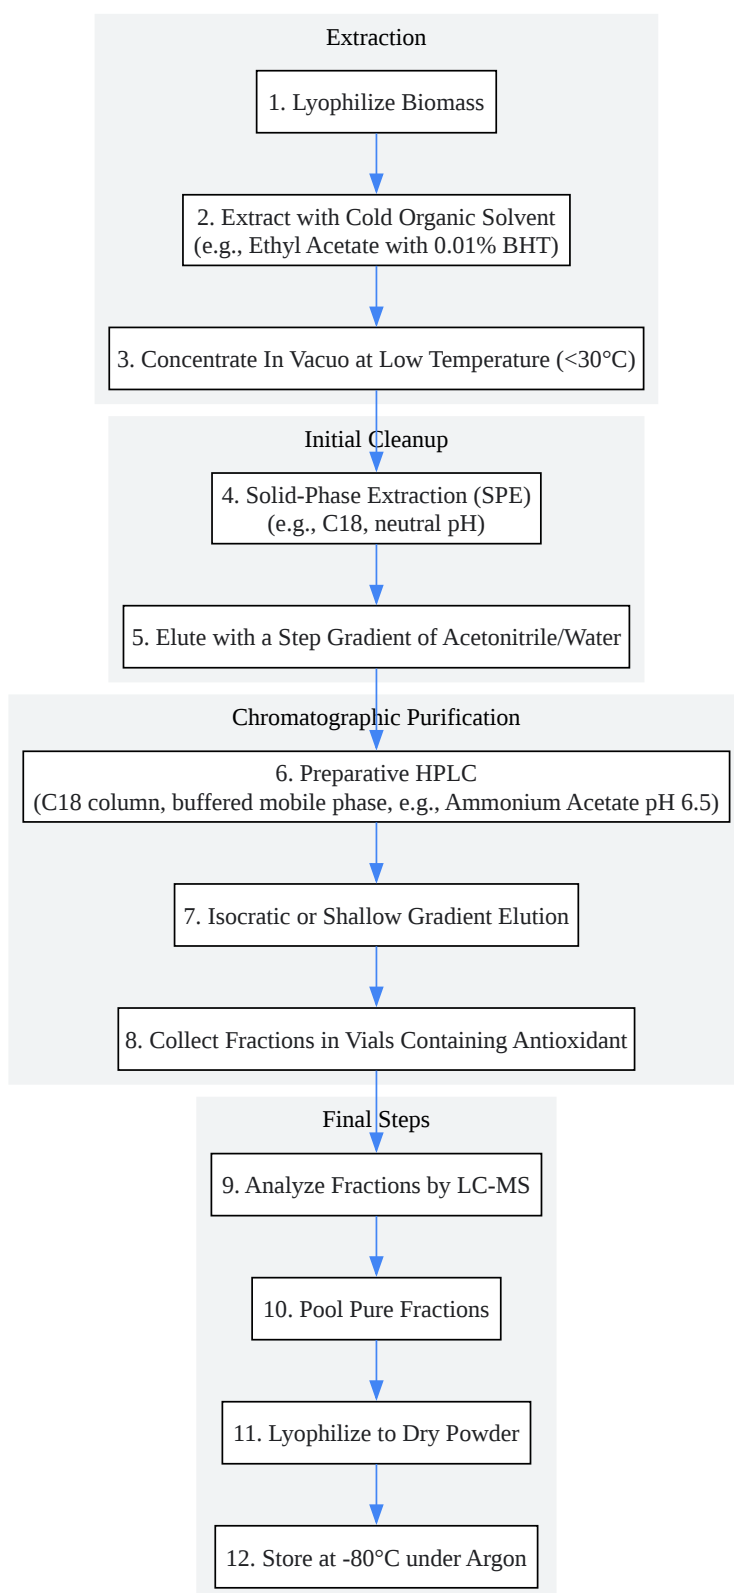 Extraction
1. Lyophilize Biomass
2. Extract with Cold Organic Solvent
(e.g., Ethyl Acetate with 0.01% BHT)
3. Concentrate In Vacuo at Low Temperature (<30°C)
Initial Cleanup
4. Solid-Phase Extraction (SPE)
(e.g., C18, neutral pH)
5. Elute with a Step Gradient of Acetonitrile/Water
Chromatographic Purification
6. Preparative HPLC
(C18 column, buffered mobile phase, e.g., Ammonium Acetate pH 6.5)
7. Isocratic or Shallow Gradient Elution
8. Collect Fractions in Vials Containing Antioxidant
Final Steps
9. Analyze Fractions by LC-MS
10. Pool Pure Fractions
11. Lyophilize to Dry Powder
12. Store at -80°C under Argon